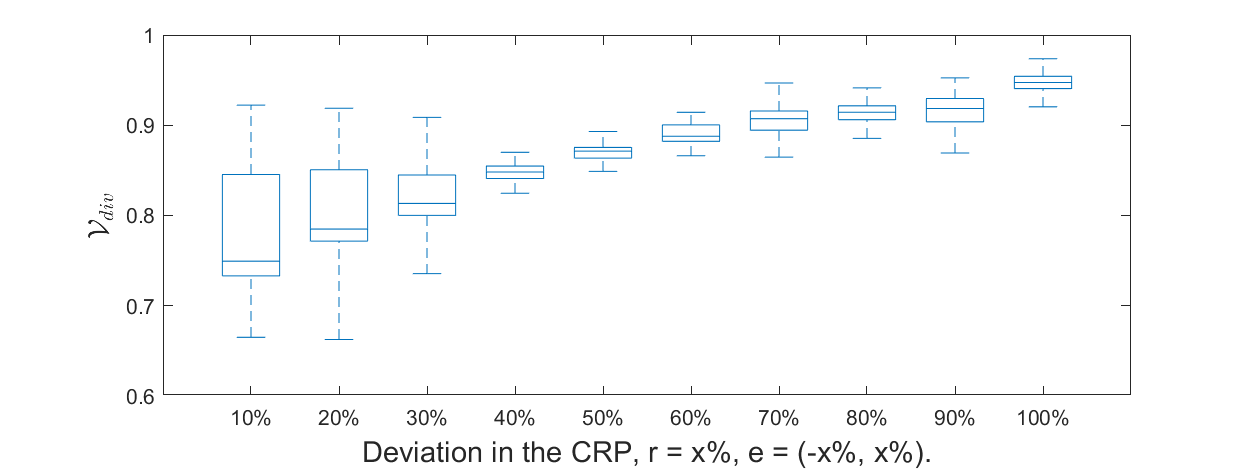 1
0.9
0.8
0.7
0.6
𝒱div
10% 20% 30% 40% 50% 60% 70% 80% 90% 100%
Deviation in the CRP, r = x%, e = (-x%, x%).